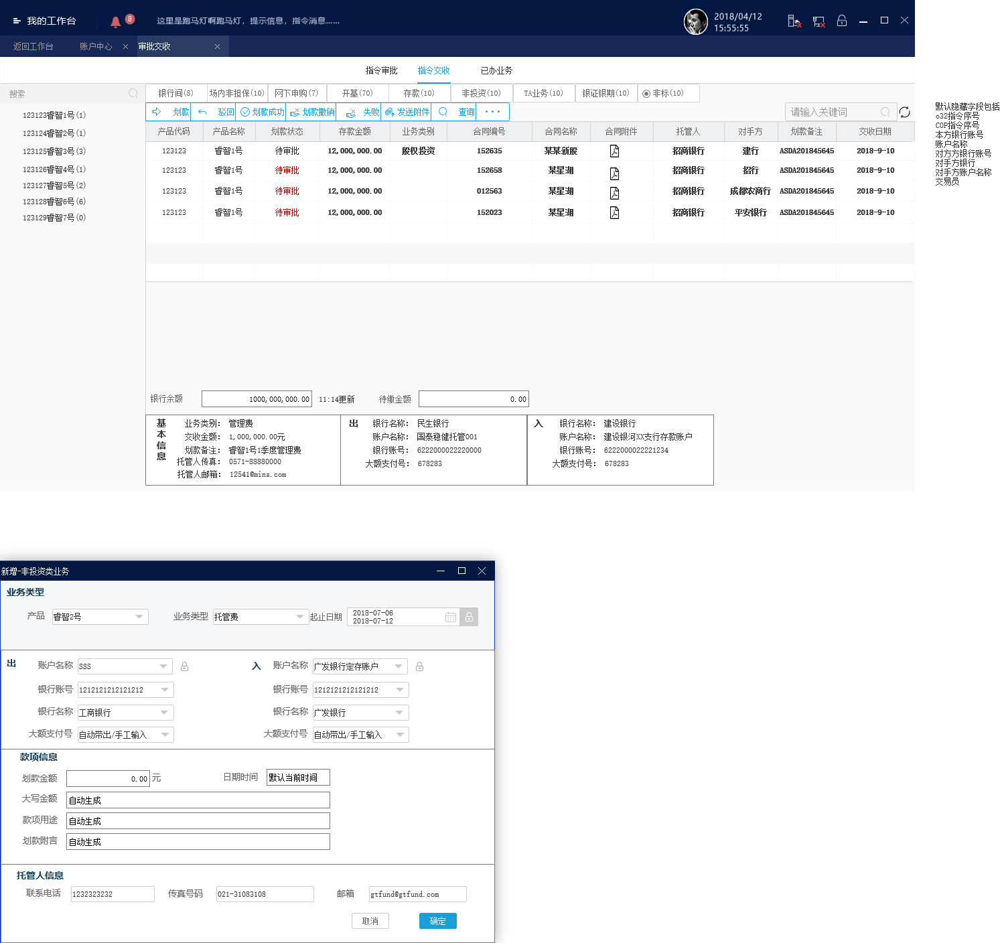 我的工作台
8
这里是跑马灯啊跑马灯，提示信息，指令消息……
2018/04/12
15:55:55
返回工作台
账户中心
审批交收
指令审批
指令交收
已办业务
搜索
银行间(8)
场内非担保(10)
网下申购(7)
开基(70)
存款(10)
非投资(10)
TA业务(10)
银证银期(10)
非标(10)
划款
驳回
划款成功
划款撤销
失败
发送附件
查询
请输入关键词
123123睿智1号(1)
123124睿智2号(1)
123125睿智3号(3)
123126睿智4号(1)
123127睿智5号(2)
123128睿智6号(6)
123129睿智7号(0)
产品代码 产品名称 划款状态 存款金额 业务类别 合同编号 合同名称 合同附件 托管人 对手方 划款备注 交收日期
123123 睿智1号 待审批 12,000,000.00 股权投资 152635 某某新股 招商银行 建行 ASDA201845645 2018-9-10
123123 睿智1号 待审批 12,000,000.00 152658 某星湖 招商银行 招行 ASDA201845645 2018-9-10
123123 睿智1号 待审批 12,000,000.00 012563 某星湖 招商银行 成都农商行 ASDA201845645 2018-9-10
123123 睿智1号 待审批 12,000,000.00 152023 某星湖 招商银行 平安银行 ASDA201845645 2018-9-10
默认隐藏字段包括
o32指令序号
COP指令序号
本方银行账号
账户名称
对方方银行账号
对手方银行
对手方账户名称
交易员
银行余额 1000,000,000.00 11:14更新 待缴金额 0.00
基本信息
业务类别： 管理费
交收金额： 1,000,000.00元
划款备注： 睿智1号1季度管理费
托管人传真： 0571-88880000
托管人邮箱： 12541@mins.com
出
银行名称： 民生银行
账户名称： 国泰稳健托管001
银行账号： 6222000022220000
大额支付号： 678283
入
银行名称： 建设银行
账户名称： 建设银河XX支行存款账户
银行账号： 6222000022221234
大额支付号： 678283
新增-非投资类业务
业务类型
产品 睿智2号 业务类型 托管费 起止日期 2018-07-06
2018-07-12
出
账户名称 SSS
银行账号 1212121212121212
银行名称 工商银行
大额支付号 自动带出/手工输入
入
账户名称 广发银行定存账户
银行账号 1212121212121212
银行名称 广发银行
大额支付号 自动带出/手工输入
款项信息
划款金额 0.00 元 日期时间 默认当前时间
大写金额 自动生成
款项用途 自动生成
划款附言 自动生成
托管人信息
联系电话 1232323232 传真号码 021-31083108 邮箱 gtfund@gtfund.com
取消 确定